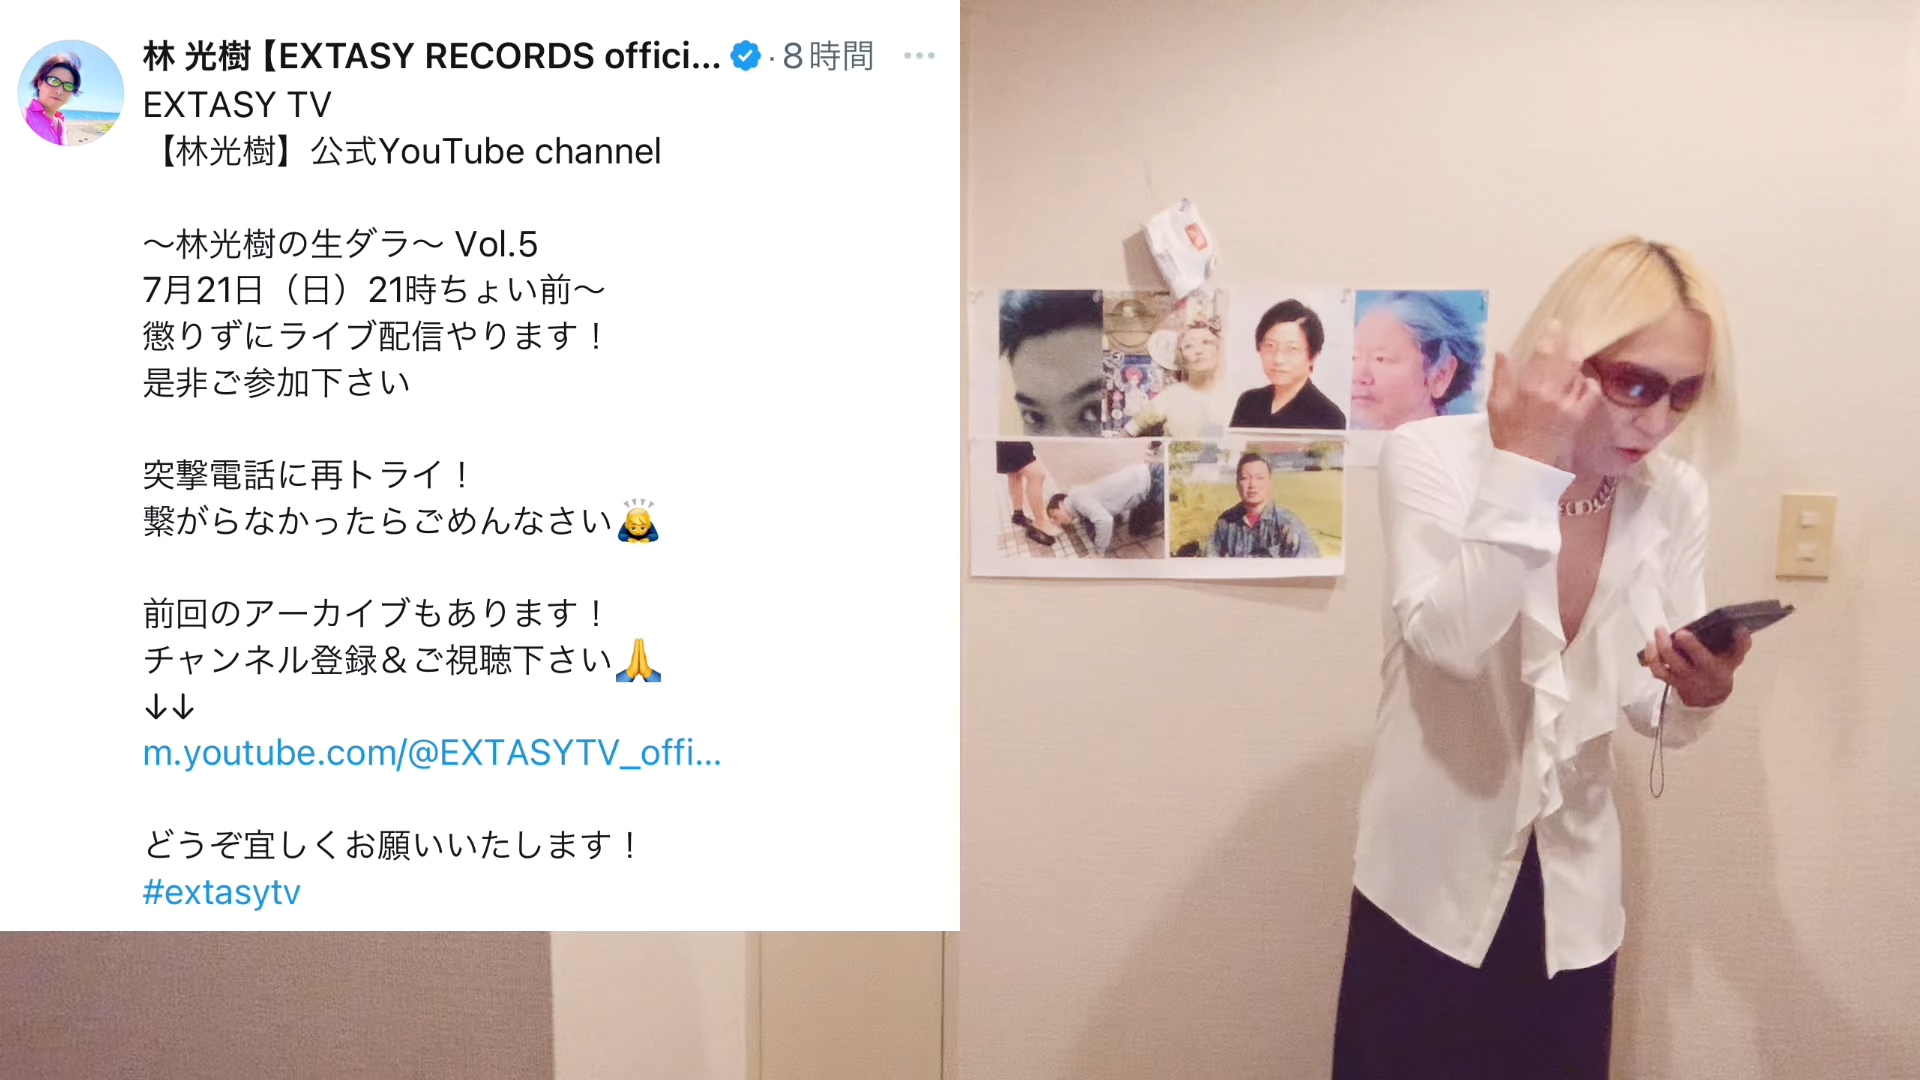 林 光樹【EXTASY RECORDS offici... · 8時間
EXTASY TV
【林光樹】公式YouTube channel
〜林光樹の生ダラ〜 Vol.5
7月21日（日）21時ちょい前〜
懲りずにライブ配信やります！
是非ご参加下さい
突撃電話に再トライ！
繋がらなかったらごめんなさい🙇
前回のアーカイブもあります！
チャンネル登録＆ご視聴下さい🙏
↓↓
m.youtube.com/@EXTASYTV_offi...
どうぞ宜しくお願いいたします！
#extasytv